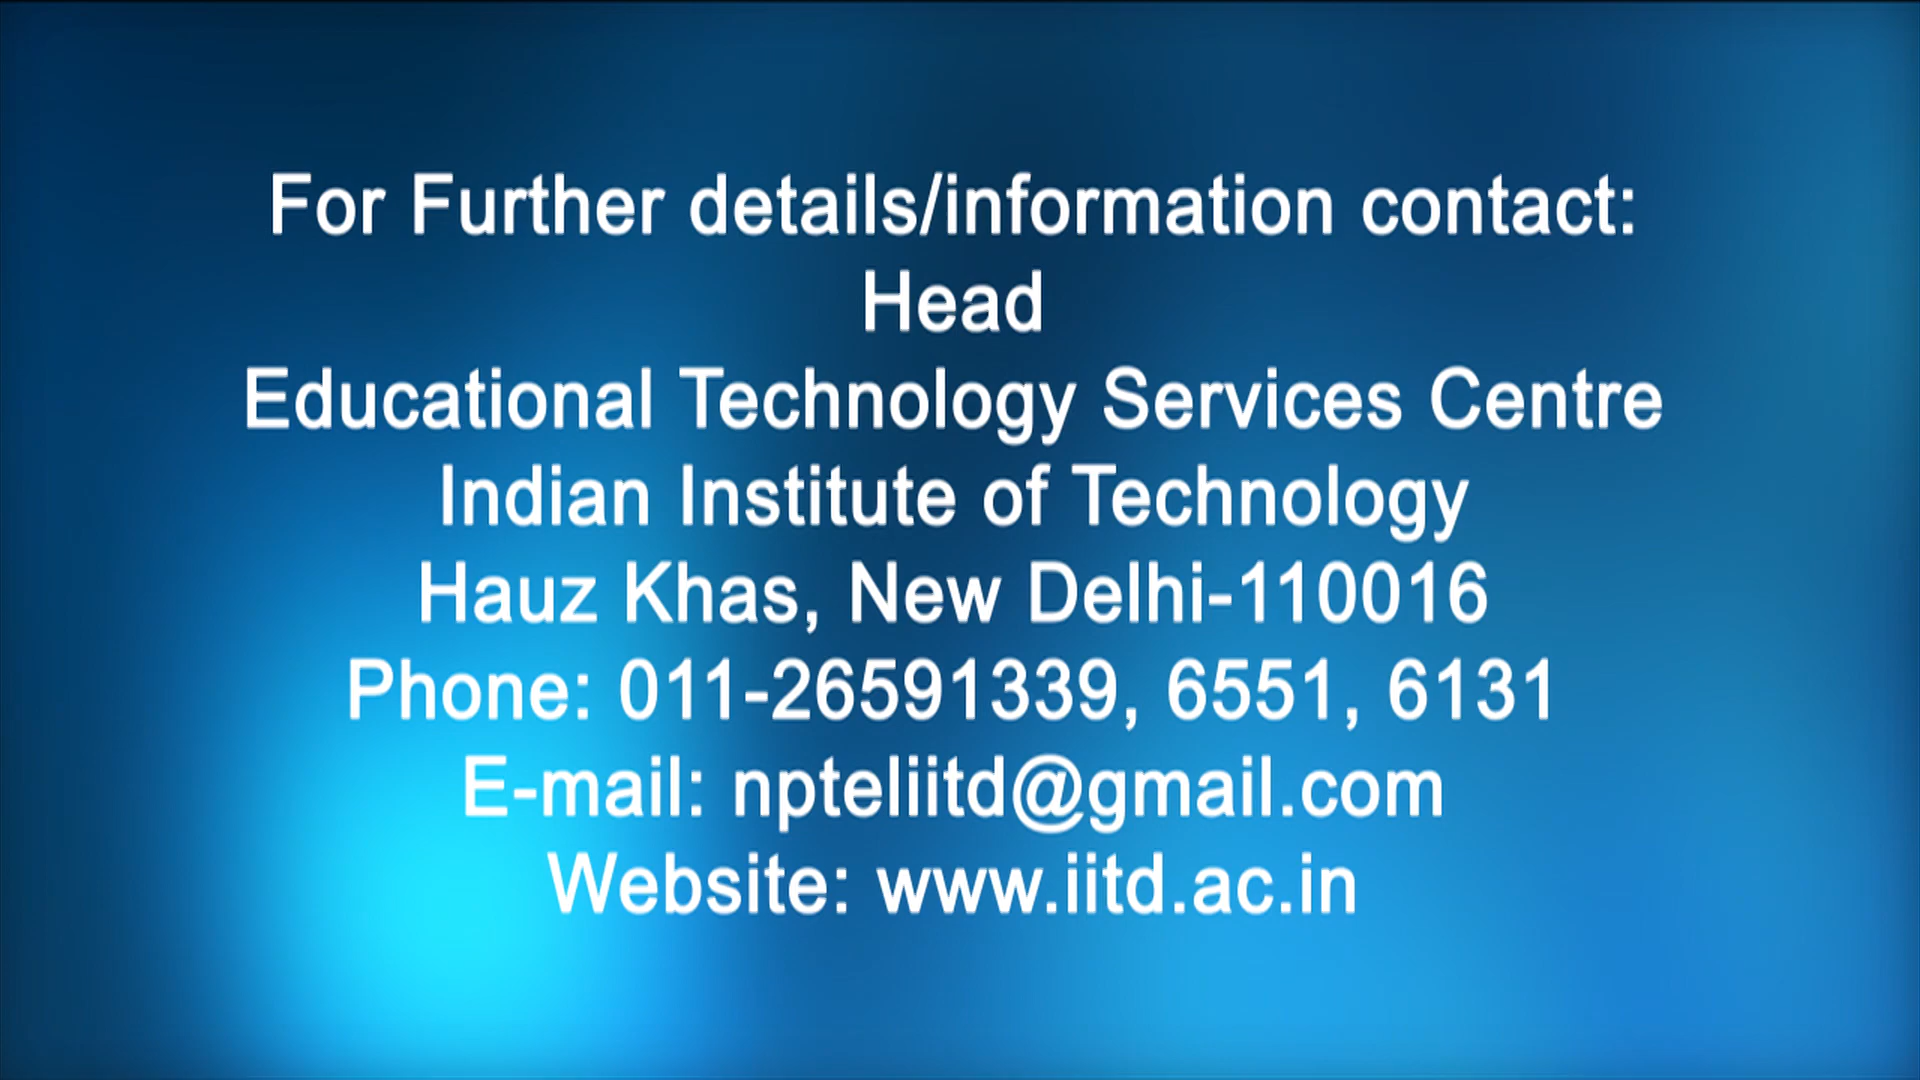 For Further details/information contact:
Head
Educational Technology Services Centre
Indian Institute of Technology
Hauz Khas, New Delhi-110016
Phone: 011-26591339, 6551, 6131
E-mail: npteliitd@gmail.com
Website: www.iitd.ac.in